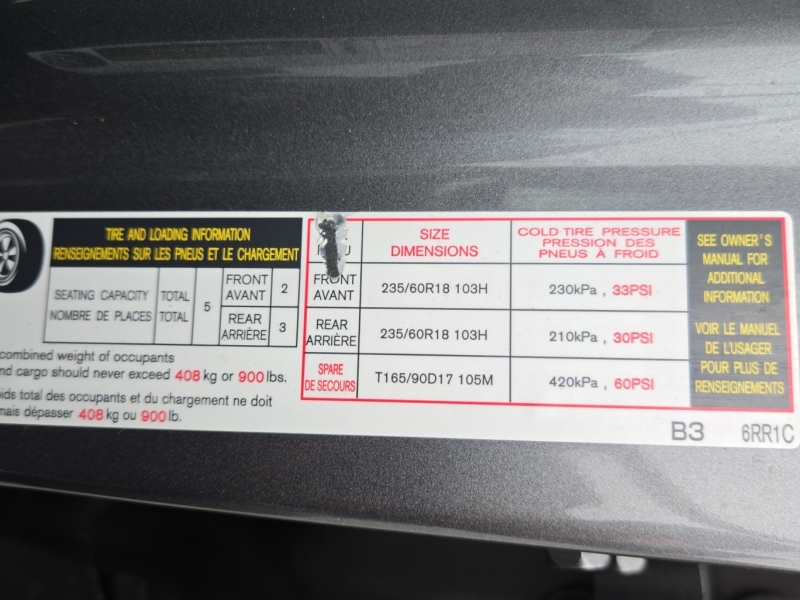 TIRE AND LOADING INFORMATION
RENSEIGNEMENTS SUR LES PNEUS ET LE CHARGEMENT
SEATING CAPACITY TOTAL
NOMBRE DE PLACES TOTAL
5
FRONT
AVANT
2
REAR
ARRIÈRE
3
combined weight of occupants
nd cargo should never exceed 408 kg or 900 lbs.
oids total des occupants et du chargement ne doit
mais dépasser 408 kg ou 900 lb.
SIZE
DIMENSIONS
COLD TIRE PRESSURE
PRESSION DES
PNEUS À FROID
FRONT
AVANT
235/60R18 103H
230kPa , 33PSI
REAR
ARRIÈRE
235/60R18 103H
210kPa , 30PSI
SPARE
DE SECOURS
T165/90D17 105M
420kPa , 60PSI
SEE OWNER'S
MANUAL FOR
ADDITIONAL
INFORMATION
VOIR LE MANUEL
DE L'USAGER
POUR PLUS DE
RENSEIGNEMENTS
B3 6RR1C